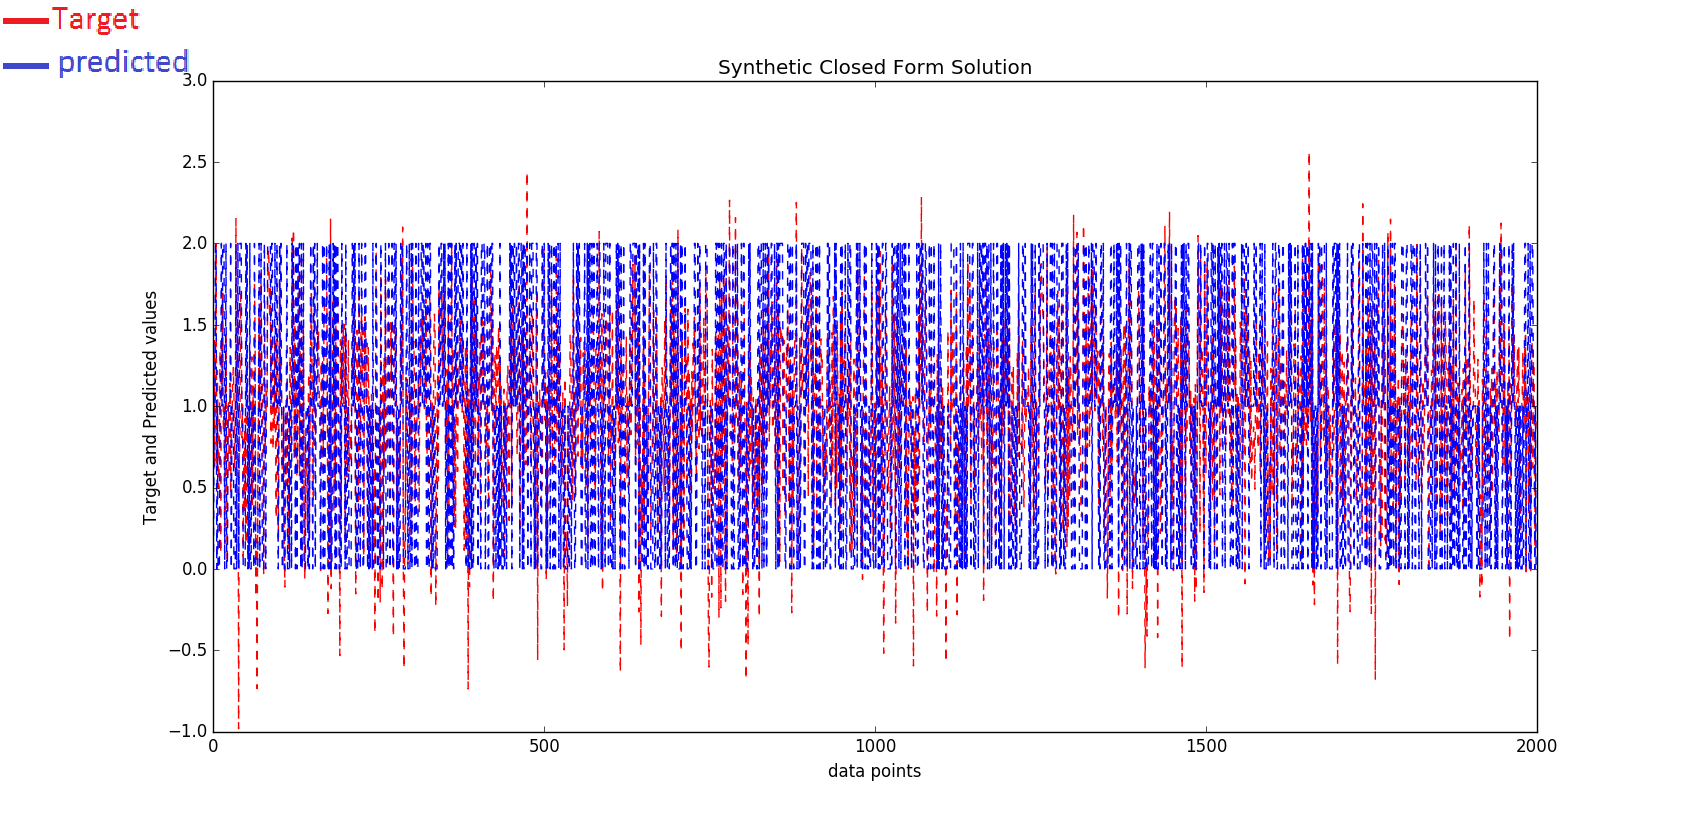 Target
predicted
Synthetic Closed Form Solution
3.0
2.5
2.0
1.5
1.0
0.5
0.0
−0.5
−1.0
Target and Predicted values
0 500 1000 1500 2000
data points